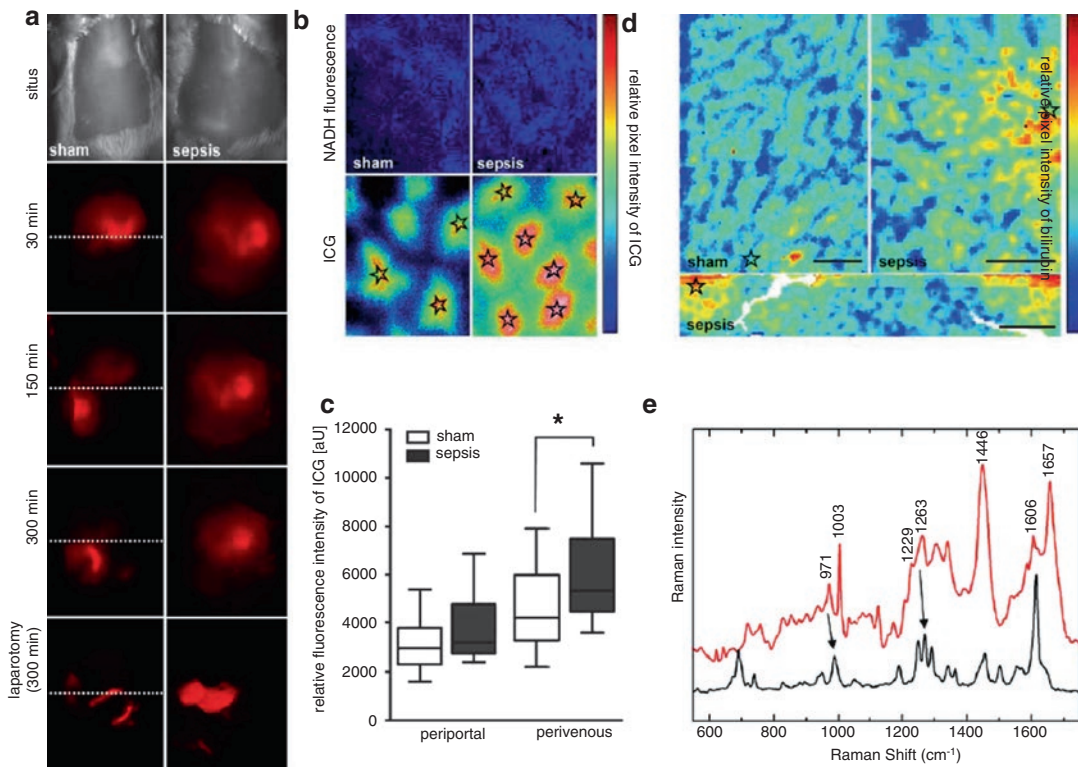 a
situs
sham
sepsis
30 min
150 min
300 min
laparotomy
(300 min)
b
NADH fluorescence
sham
sepsis
ICG
relative pixel intensity of ICG
c
relative fluorescence intensity of ICG [aU]
12000
10000
8000
6000
4000
2000
0
sham
sepsis
*
periportal
perivenous
d
sham
sepsis
sepsis
relative pixel intensity of bilirubin
e
Raman intensity
971
1003
1229
1263
1446
1606
1657
600
800
1000
1200
1400
1600
Raman Shift (cm⁻¹)